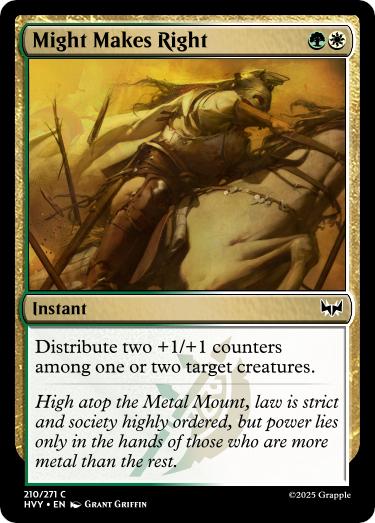 Might Makes Right
Instant
Distribute two +1/+1 counters
among one or two target creatures.
High atop the Metal Mount, law is strict
and society highly ordered, but power lies
only in the hands of those who are more
metal than the rest.
210/271 C
HVY • EN Grant Griffin
©2025 Grapple